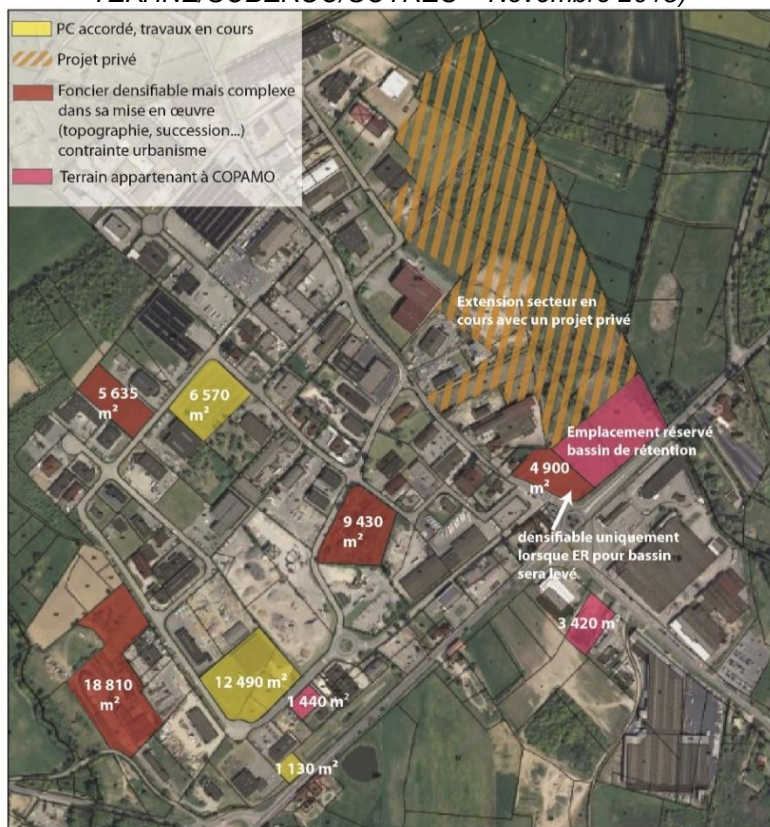 PC accordé, travaux en cours
Projet privé
Foncier densifiable mais complexe
dans sa mise en œuvre
(topographie, succession...)
contrainte urbanisme
Terrain appartenant à COPAMO
Extension secteur en
cours avec un projet privé
5 635
m²
6 570
m²
Emplacement réservé
bassin de rétention
4 900
m²
9 430
m²
densifiable uniquement
lorsque ER pour bassin
sera levé
3 420 m²
18 810
m²
12 490 m²
1 440 m²
1 130 m²